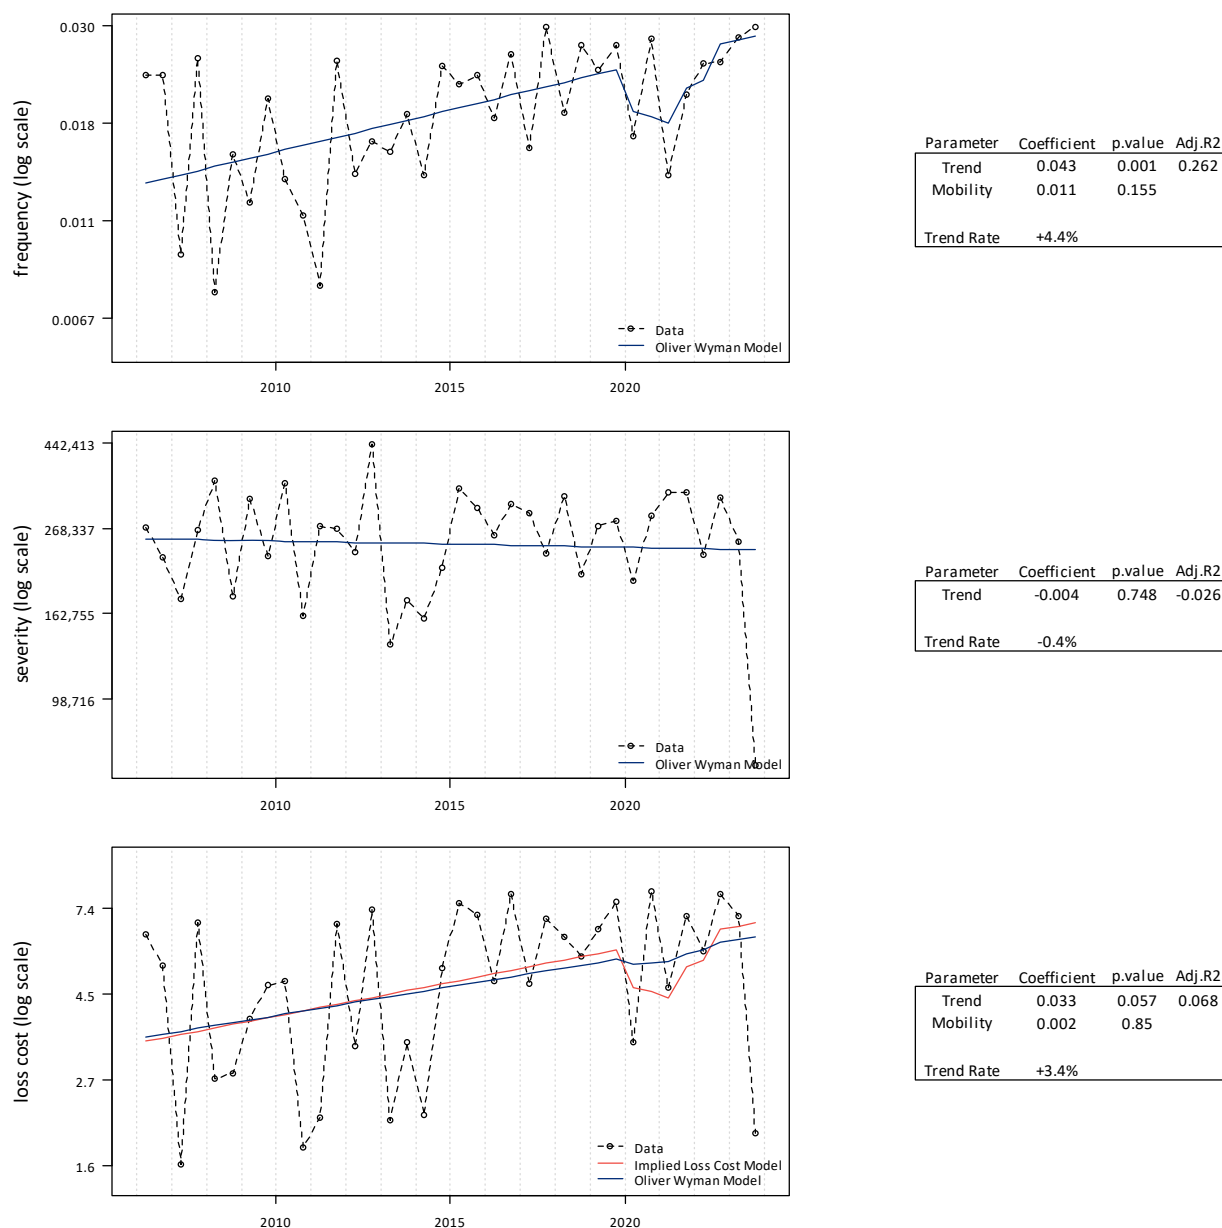 frequency (log scale)
0.030
0.018
0.011
0.0067
Data
Oliver Wyman Model
2010 2015 2020
Parameter Coefficient p.value Adj.R2
Trend 0.043 0.001 0.262
Mobility 0.011 0.155
Trend Rate +4.4%
severity (log scale)
442,413
268,337
162,755
98,716
Data
Oliver Wyman Model
2010 2015 2020
Parameter Coefficient p.value Adj.R2
Trend -0.004 0.748 -0.026
Trend Rate -0.4%
loss cost (log scale)
7.4
4.5
2.7
1.6
Data
Implied Loss Cost Model
Oliver Wyman Model
2010 2015 2020
Parameter Coefficient p.value Adj.R2
Trend 0.033 0.057 0.068
Mobility 0.002 0.85
Trend Rate +3.4%